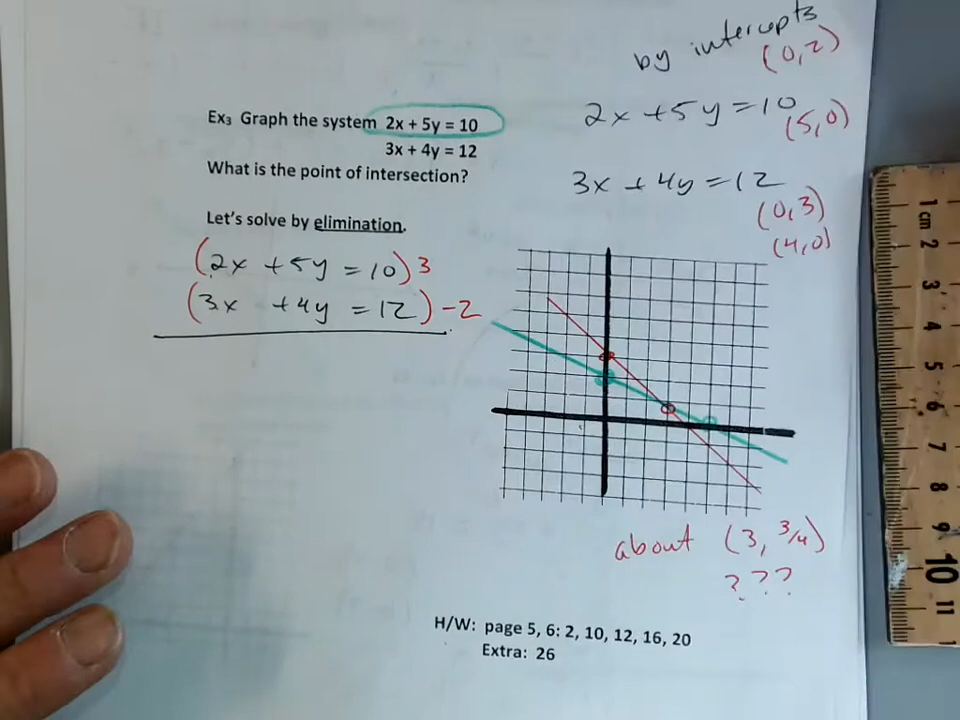 by intercepts
(0,2)
Ex3 Graph the system 2x + 5y = 10
3x + 4y = 12
What is the point of intersection?
2x + 5y = 10
(5,0)
3x + 4y = 12
(0,3)
(4,0)
Let's solve by elimination.
(2x + 5y = 10) 3
(3x + 4y = 12) -2
about (3, 3/4)
???
H/W: page 5, 6: 2, 10, 12, 16, 20
Extra: 26
1 cm
2
3
4
5
6
7
8
9
10
11
1